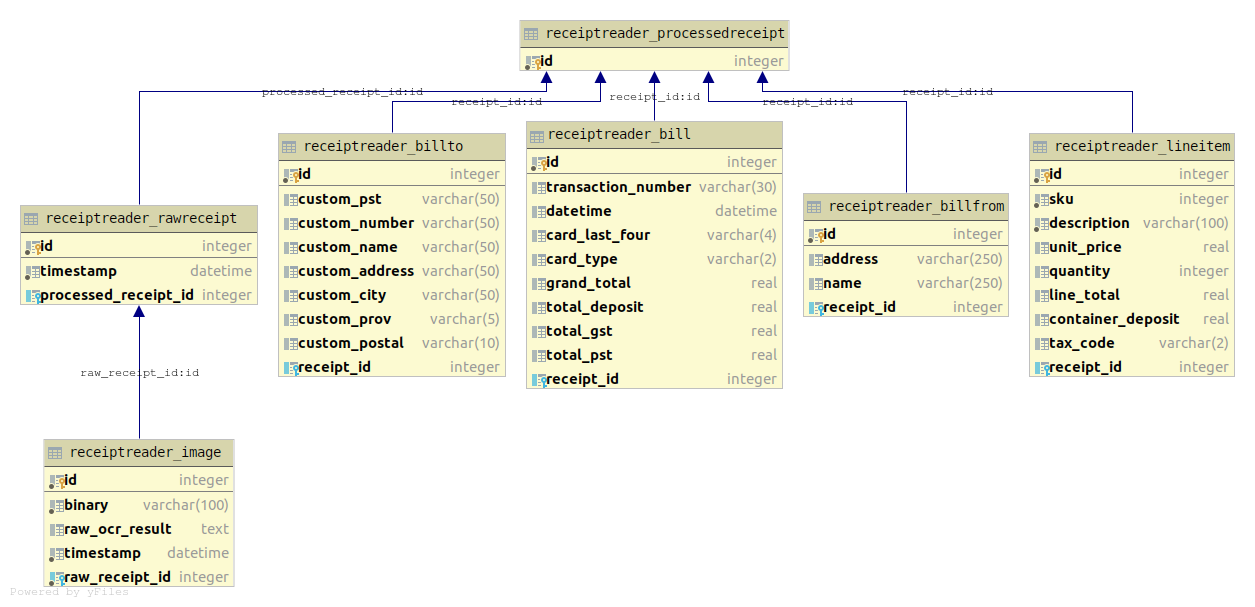 receiptreader_processedreceipt
id integer
processed_receipt_id:id
receipt_id:id
receipt_id:id
receipt_id:id
receipt_id:id
receiptreader_rawreceipt
id integer
timestamp datetime
processed_receipt_id integer
receiptreader_billto
id integer
custom_pst varchar(50)
custom_number varchar(50)
custom_name varchar(50)
custom_address varchar(50)
custom_city varchar(50)
custom_prov varchar(5)
custom_postal varchar(10)
receipt_id integer
receiptreader_bill
id integer
transaction_number varchar(30)
datetime datetime
card_last_four varchar(4)
card_type varchar(2)
grand_total real
total_deposit real
total_gst real
total_pst real
receipt_id integer
receiptreader_billfrom
id integer
address varchar(250)
name varchar(250)
receipt_id integer
receiptreader_lineitem
id integer
sku integer
description varchar(100)
unit_price real
quantity integer
line_total real
container_deposit real
tax_code varchar(2)
receipt_id integer
raw_receipt_id:id
receiptreader_image
id integer
binary varchar(100)
raw_ocr_result text
timestamp datetime
raw_receipt_id integer
Powered by yFiles